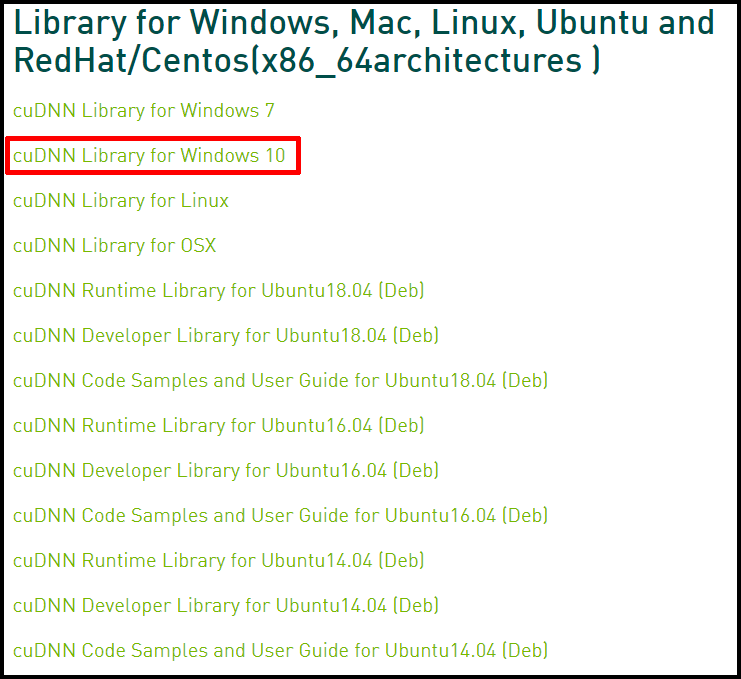 Library for Windows, Mac, Linux, Ubuntu and
RedHat/Centos(x86_64architectures )
cuDNN Library for Windows 7
cuDNN Library for Windows 10
cuDNN Library for Linux
cuDNN Library for OSX
cuDNN Runtime Library for Ubuntu18.04 (Deb)
cuDNN Developer Library for Ubuntu18.04 (Deb)
cuDNN Code Samples and User Guide for Ubuntu18.04 (Deb)
cuDNN Runtime Library for Ubuntu16.04 (Deb)
cuDNN Developer Library for Ubuntu16.04 (Deb)
cuDNN Code Samples and User Guide for Ubuntu16.04 (Deb)
cuDNN Runtime Library for Ubuntu14.04 (Deb)
cuDNN Developer Library for Ubuntu14.04 (Deb)
cuDNN Code Samples and User Guide for Ubuntu14.04 (Deb)